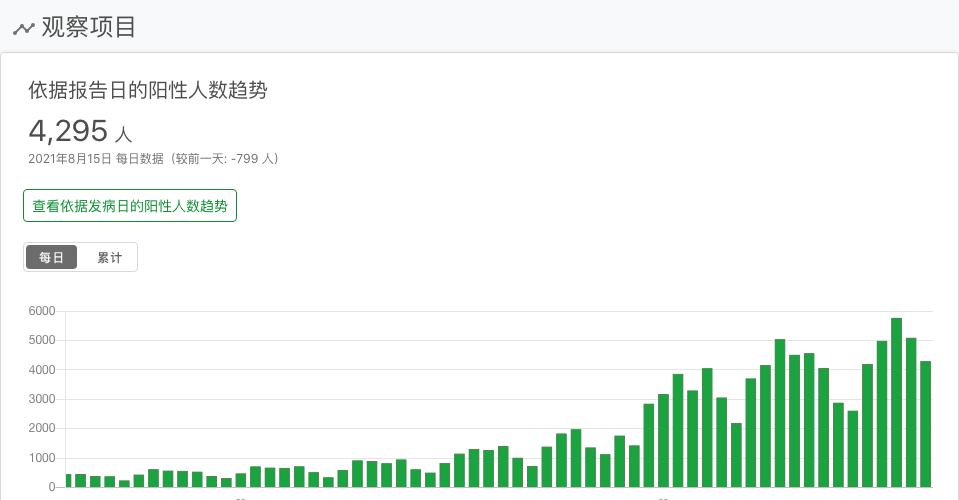 观察项目
依据报告日的阳性人数趋势
4,295 人
2021年8月15日 每日数据（较前一天: -799 人）
查看依据发病日的阳性人数趋势
每日 累计
6000
5000
4000
3000
2000
1000
0